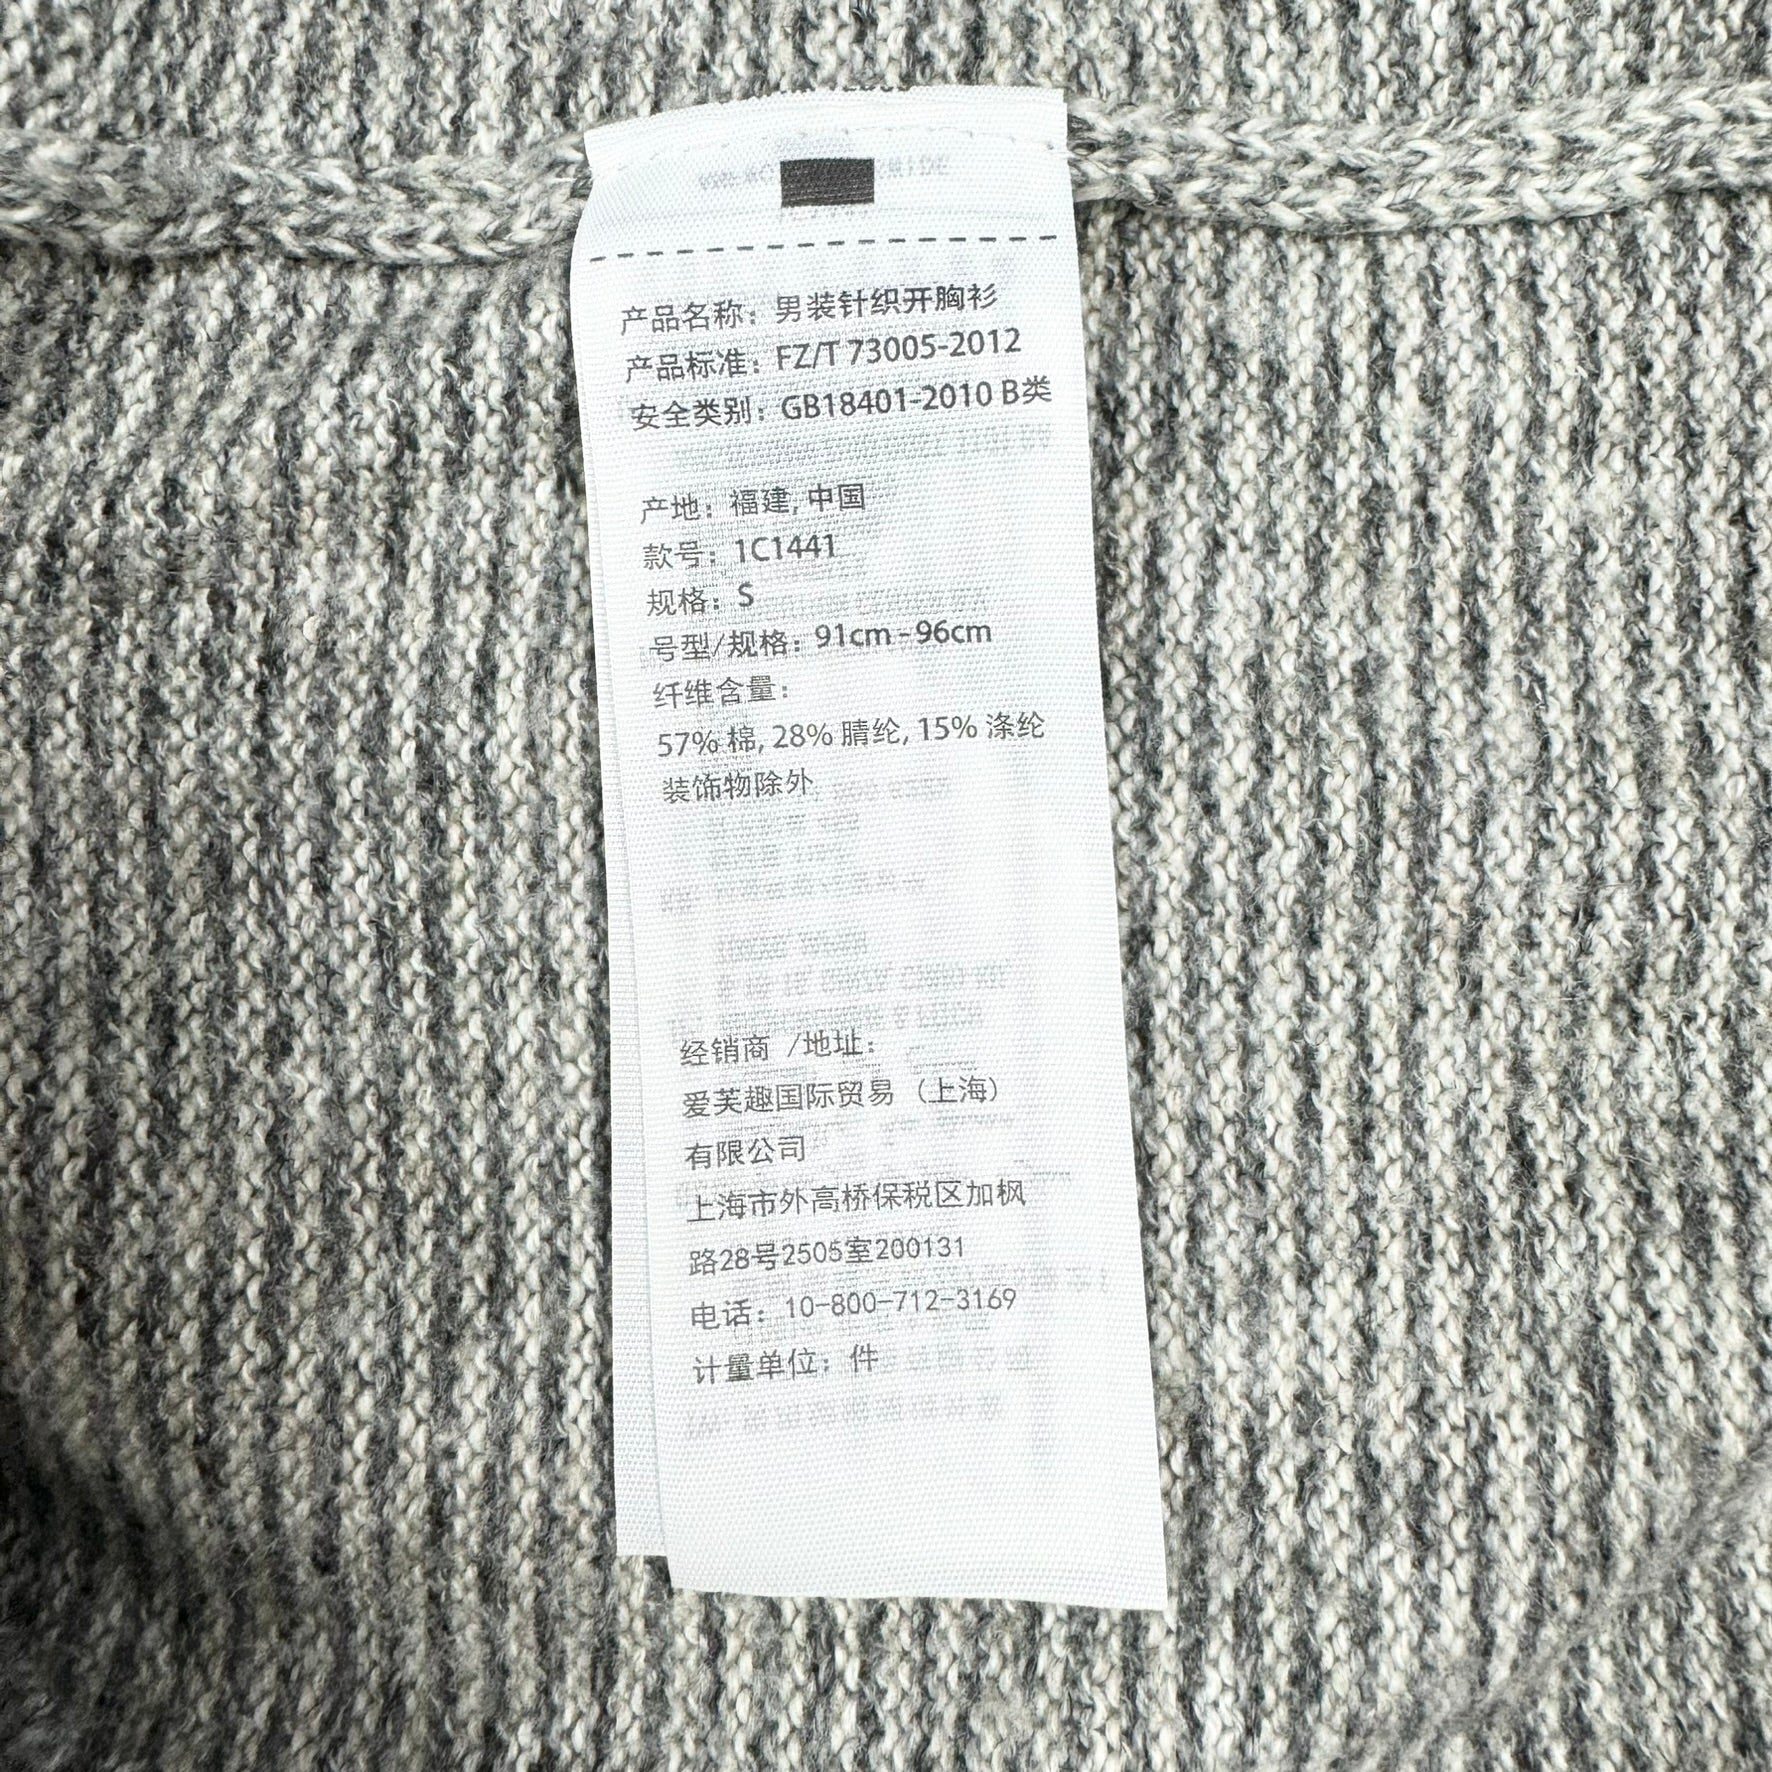 产品名称：男装针织开胸衫
产品标准：FZ/T 73005-2012
安全类别：GB18401-2010 B类
产地：福建, 中国
款号：1C1441
规格：S
号型/规格：91cm - 96cm
纤维含量：
57% 棉, 28% 腈纶, 15% 涤纶
装饰物除外
经销商 /地址：
爱芙趣国际贸易（上海）
有限公司
上海市外高桥保税区加枫
路28号2505室200131
电话：10-800-712-3169
计量单位：件